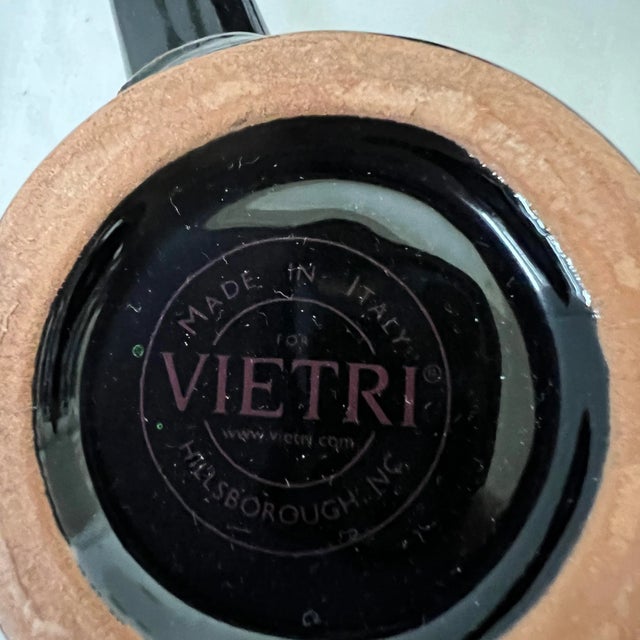 MADE IN ITALY
FOR
VIETRI®
www.vietri.com
HILLSBOROUGH, NC